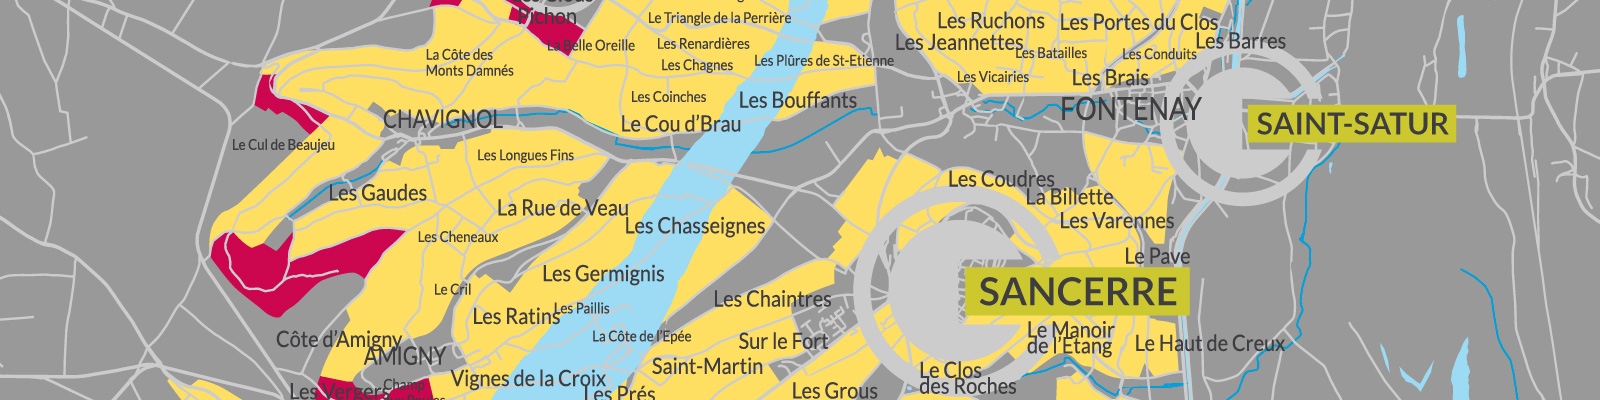 Pichon
Le Triangle de la Perrière
Les Ruchons
Les Portes du Clos
La Belle Oreille
Les Renardières
Les Jeannettes
Les Batailles
Les Conduits
Les Barres
La Côte des
Monts Damnés
Les Chagnes
Les Plûres de St-Etienne
Les Vicairies
Les Brais
Les Coinches
Les Bouffants
FONTENAY
CHAVIGNOL
Le Cou d'Brau
SAINT-SATUR
Le Cul de Beaujeu
Les Longues Fins
Les Gaudes
Les Coudres
La Billette
La Rue de Veau
Les Chasseignes
Les Varennes
Les Cheneaux
Le Pave
Les Germignis
Le Cril
SANCERRE
Les Chaintres
Les Ratins
Les Paillis
Côte d'Amigny
La Côte de l'Epée
Sur le Fort
Le Manoir
de l'Etang
Le Haut de Creux
AMIGNY
Saint-Martin
Le Clos
des Roches
Vignes de la Croix
Les Vergers
Champ
Les Prés
Les Grous